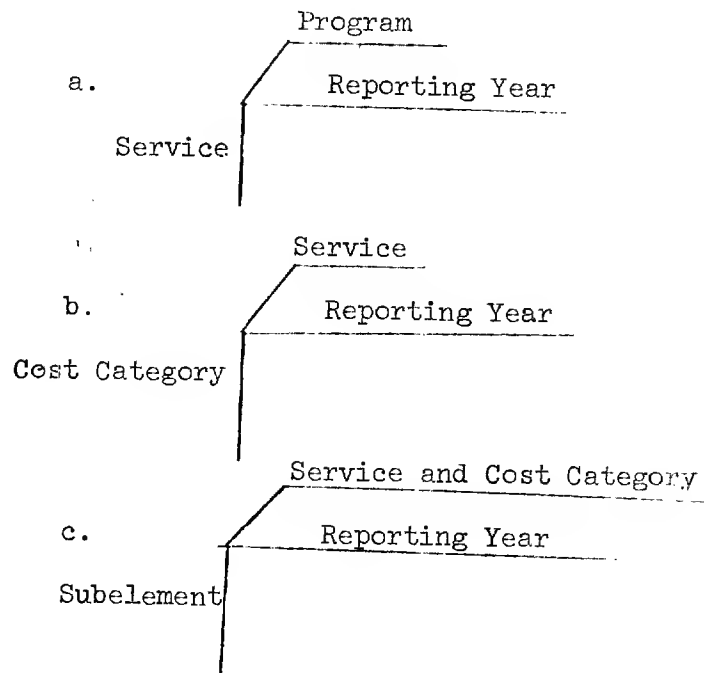 Program
a.
Reporting Year
Service
Service
b.
Reporting Year
Cost Category
Service and Cost Category
c.
Reporting Year
Subelement